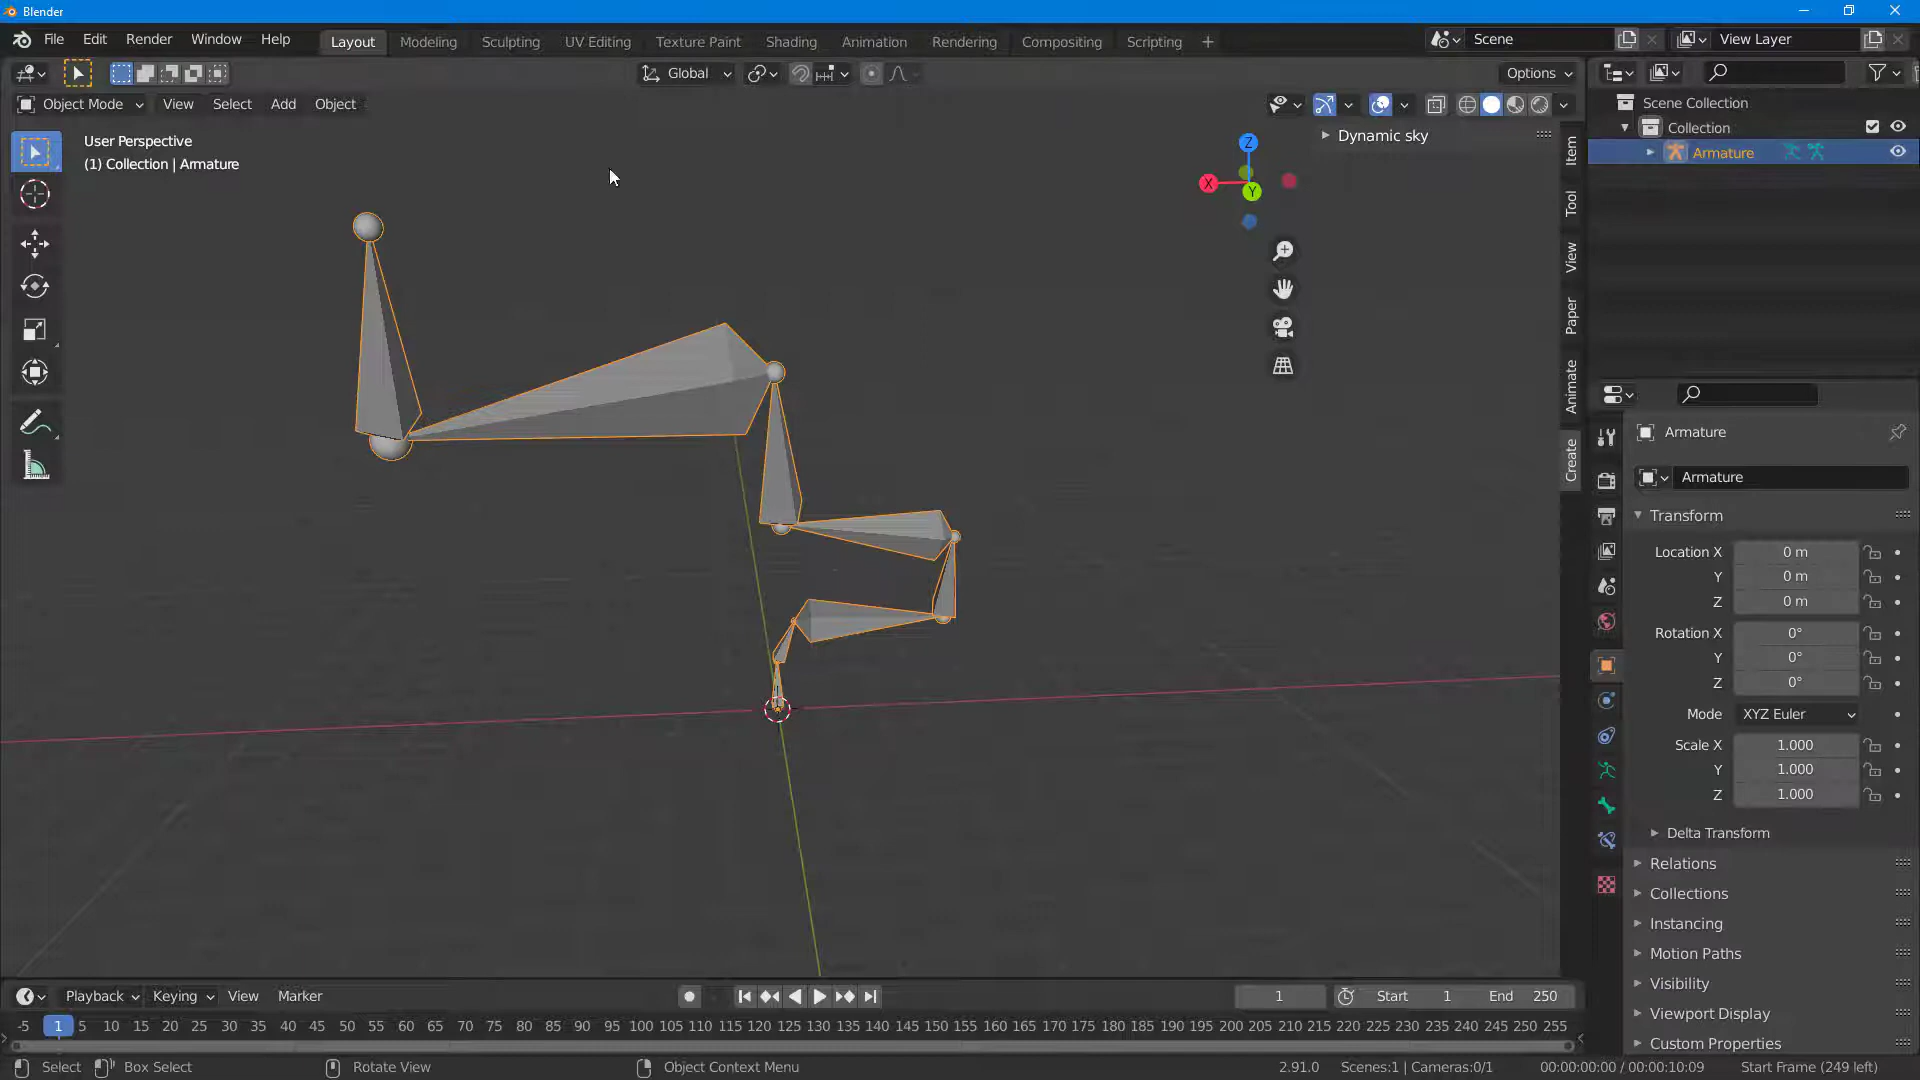 Blender
File Edit Render Window Help Layout Modeling Sculpting UV Editing Texture Paint Shading Animation Rendering Compositing Scripting + Scene View Layer
Global Options
Object Mode View Select Add Object
User Perspective
(1) Collection | Armature
Z
X
Y
Dynamic sky
Item
Tool
View
Paper
Animate
Create
Scene Collection
Collection
Armature
Armature
Armature
Transform
Location X 0 m
Y 0 m
Z 0 m
Rotation X 0°
Y 0°
Z 0°
Mode XYZ Euler
Scale X 1.000
Y 1.000
Z 1.000
Delta Transform
Relations
Collections
Instancing
Motion Paths
Visibility
Viewport Display
Custom Properties
Playback Keying View Marker 1 Start 1 End 250
-5 1 5 10 15 20 25 30 35 40 45 50 55 60 65 70 75 80 85 90 95 100 105 110 115 120 125 130 135 140 145 150 155 160 165 170 175 180 185 190 195 200 205 210 215 220 225 230 235 240 245 250 255
Select Box Select Rotate View Object Context Menu 2.91.0 Scenes:1 | Cameras:0/1 00:00:00:00 / 00:00:10:09 Start Frame (249 left)